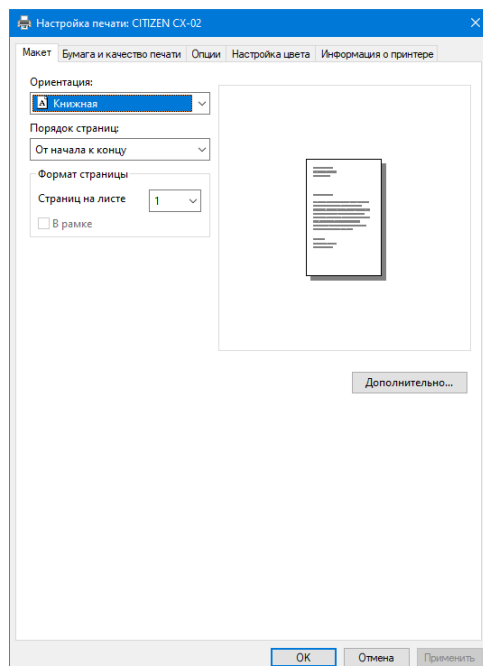 Настройка печати: CITIZEN CX-02
Макет Бумага и качество печати Опции Настройка цвета Информация о принтере
Ориентация:
A Книжная
Порядок страниц:
От начала к концу
Формат страницы
Страниц на листе 1
В рамке
Дополнительно...
OK Отмена Применить